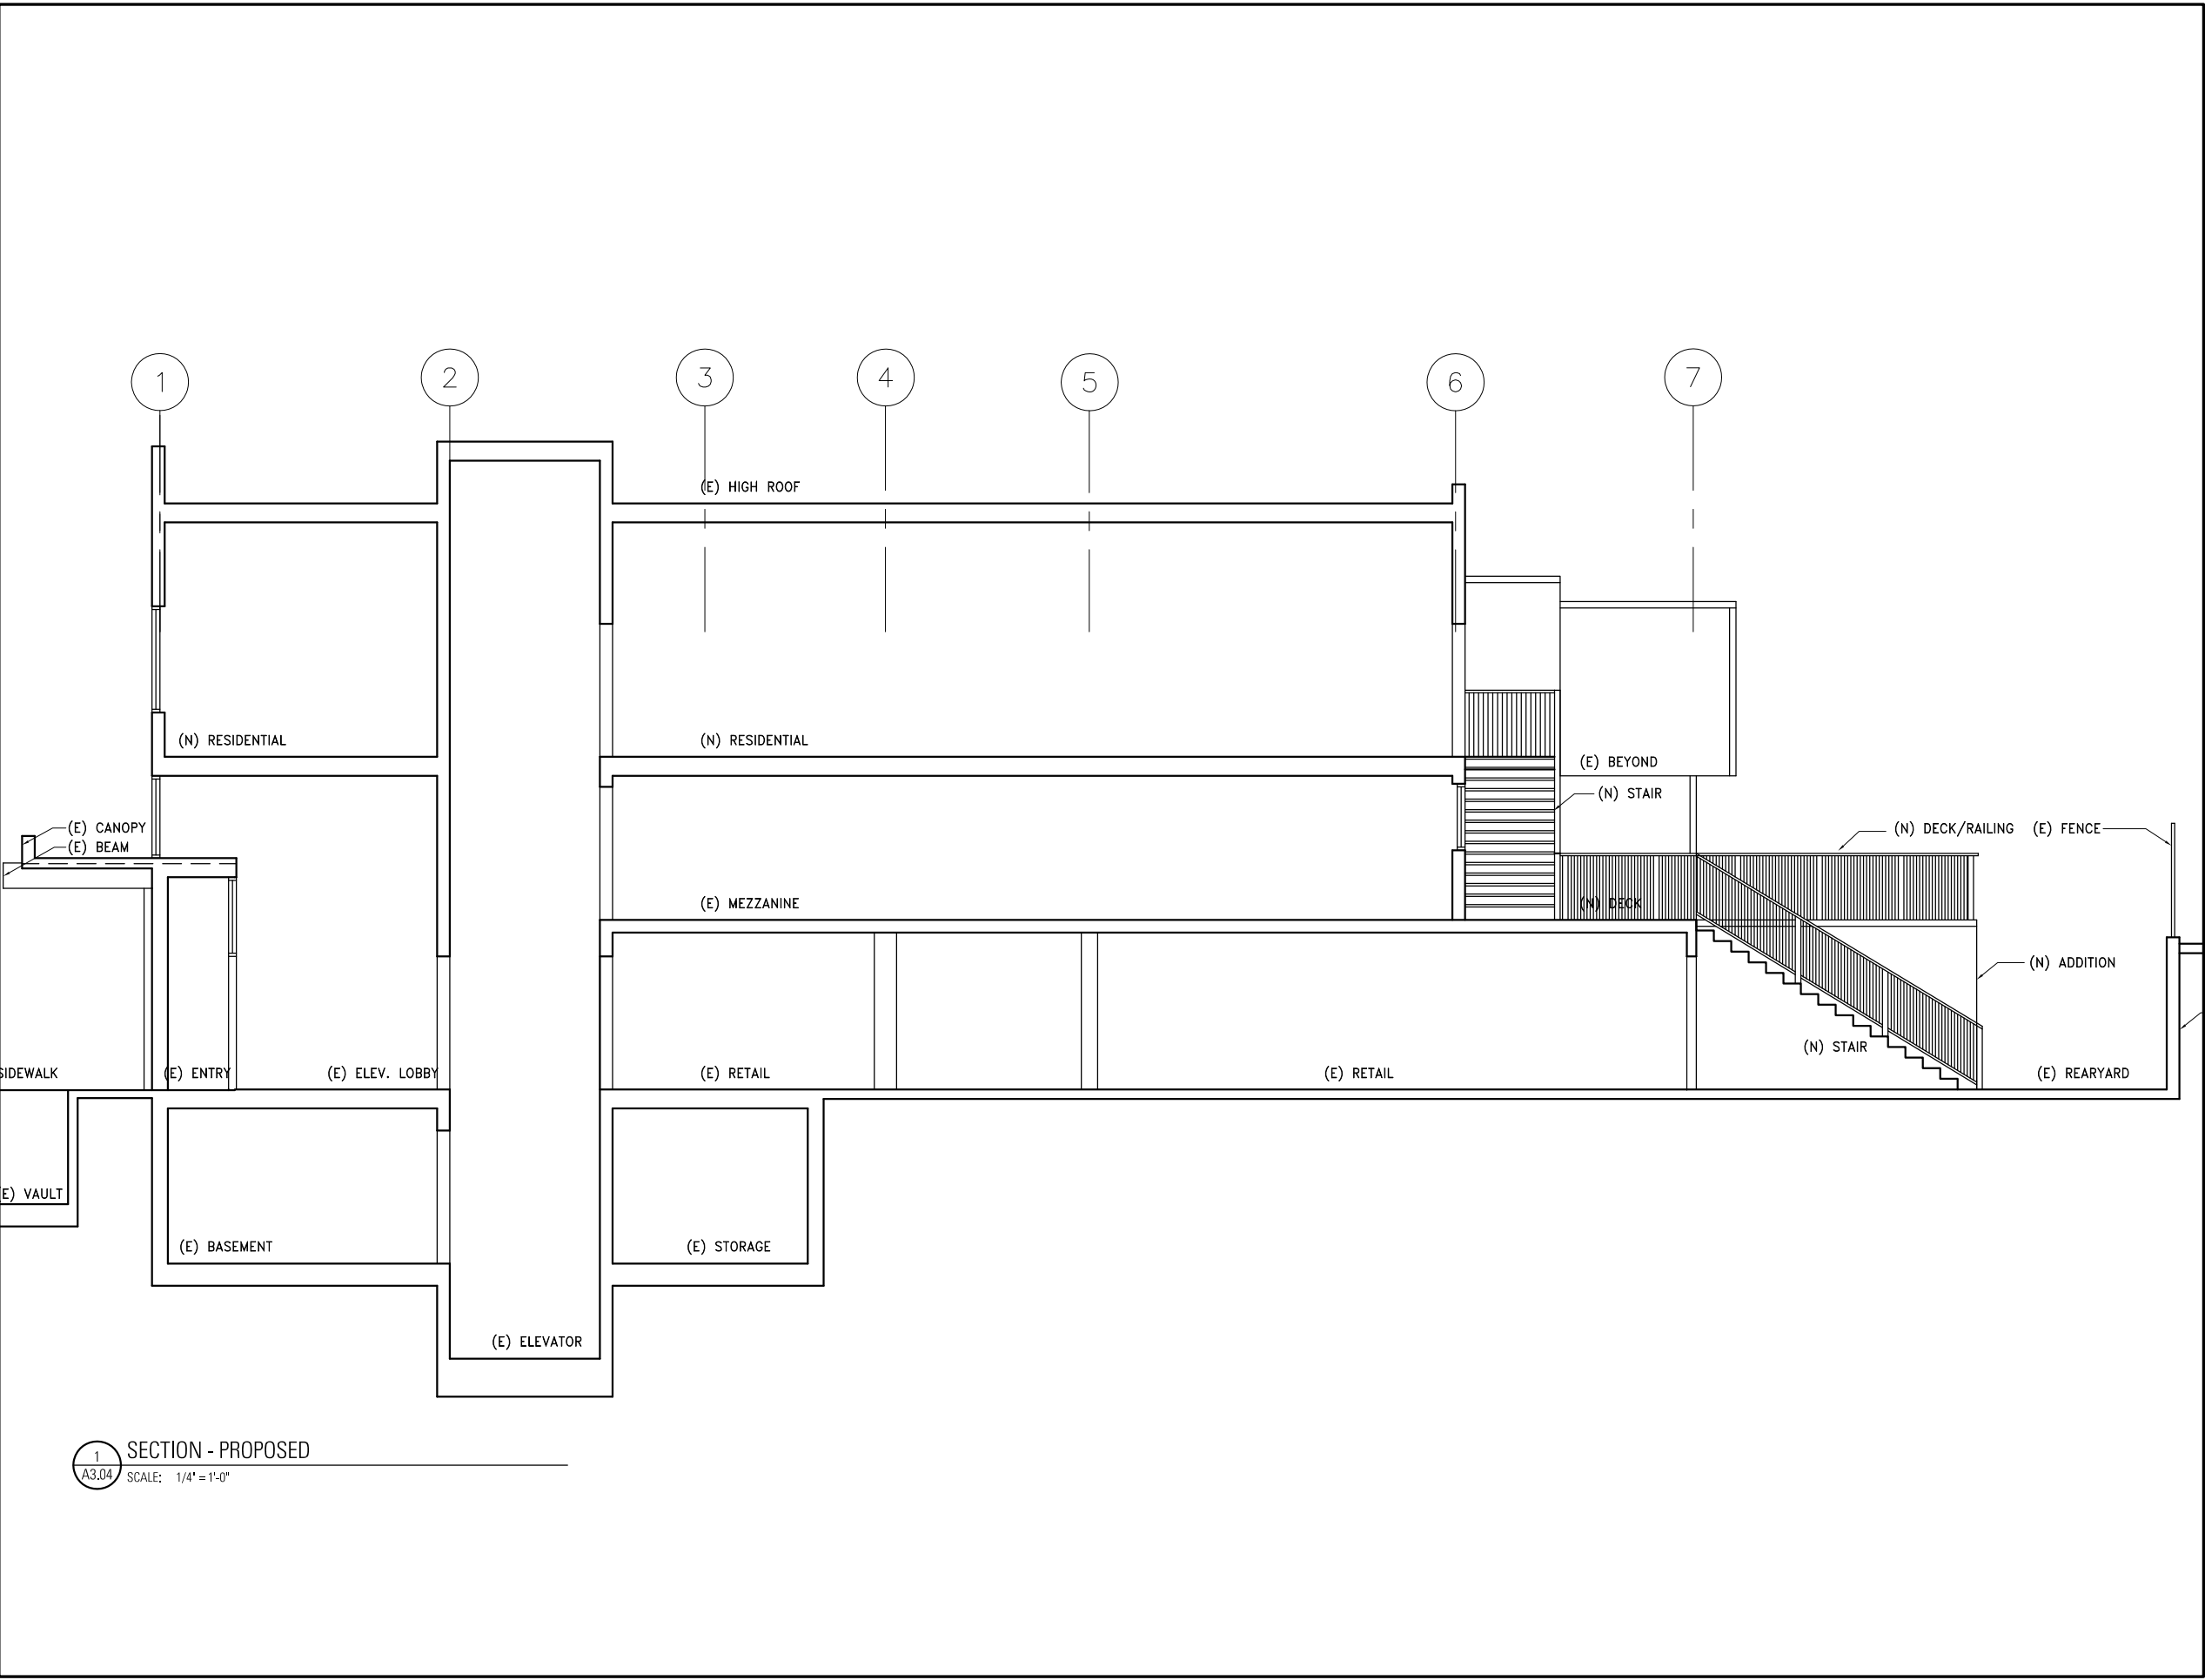 1
2
3
4
5
6
7
(E) HIGH ROOF
(N) RESIDENTIAL
(N) RESIDENTIAL
(E) BEYOND
(N) STAIR
(E) CANOPY
(N) DECK/RAILING
(E) FENCE
(E) BEAM
(E) MEZZANINE
(N) DECK
(N) ADDITION
(N) STAIR
SIDEWALK
(E) ENTRY
(E) ELEV. LOBBY
(E) RETAIL
(E) RETAIL
(E) REARYARD
(E) VAULT
(E) BASEMENT
(E) STORAGE
(E) ELEVATOR
1
A3.04
SECTION - PROPOSED
SCALE: 1/4" = 1'-0"